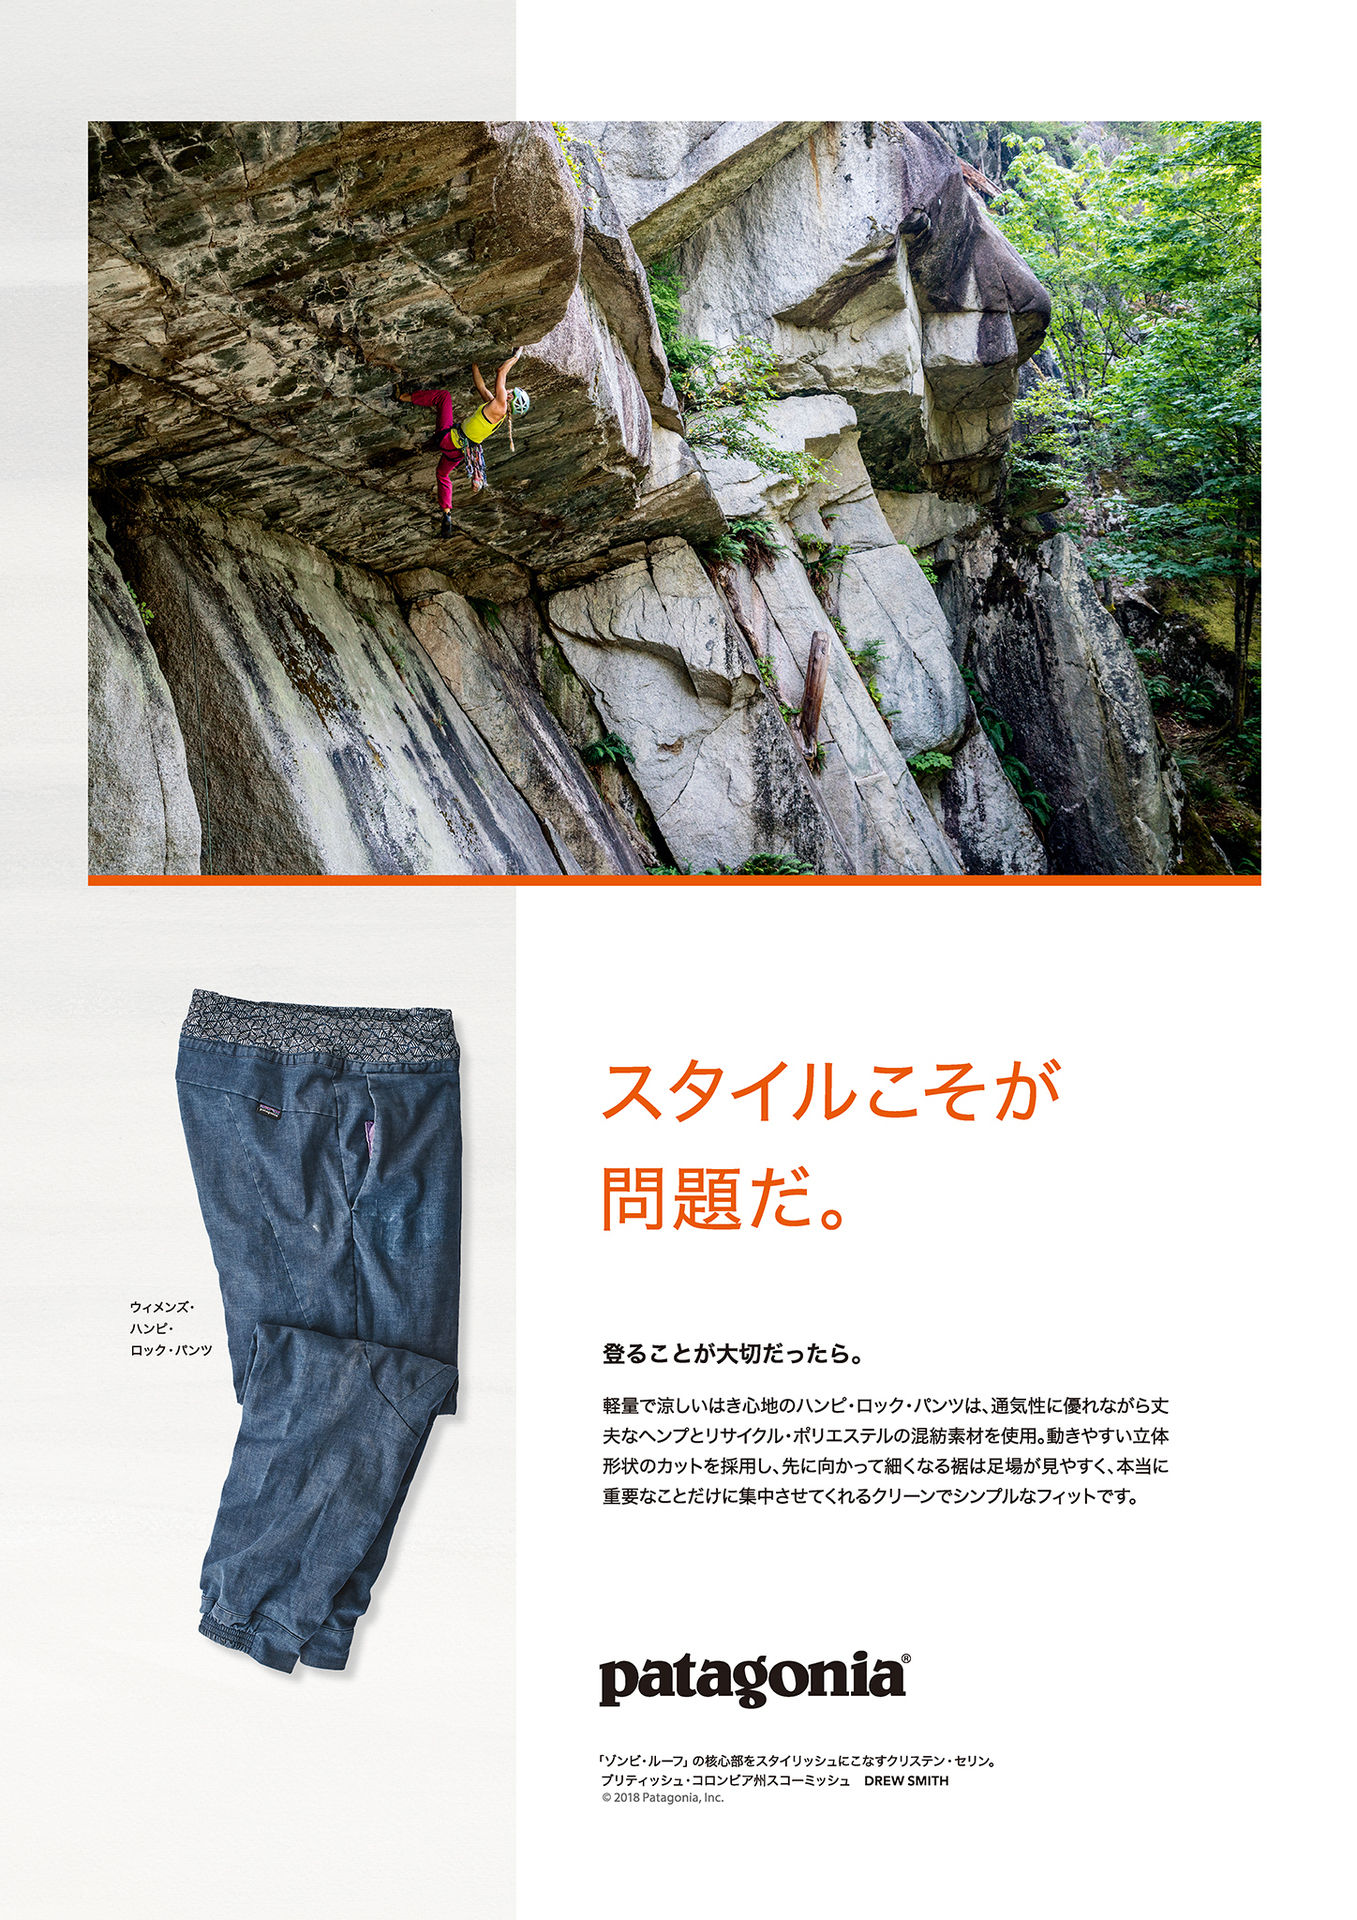 スタイルこそが
問題だ。
ウィメンズ・
ハンピ・
ロック・パンツ
登ることが大切だったら。
軽量で涼しいはき心地のハンピ・ロック・パンツは、通気性に優れながら丈
夫なヘンプとリサイクル・ポリエステルの混紡素材を使用。動きやすい立体
形状のカットを採用し、先に向かって細くなる裾は足場が見やすく、本当に
重要なことだけに集中させてくれるクリーンでシンプルなフィットです。
patagonia®
「ゾンビ・ルーフ」の核心部をスタイリッシュにこなすクリステン・セリン。
ブリティッシュ・コロンビア州スコーミッシュ　DREW SMITH
© 2018 Patagonia, Inc.